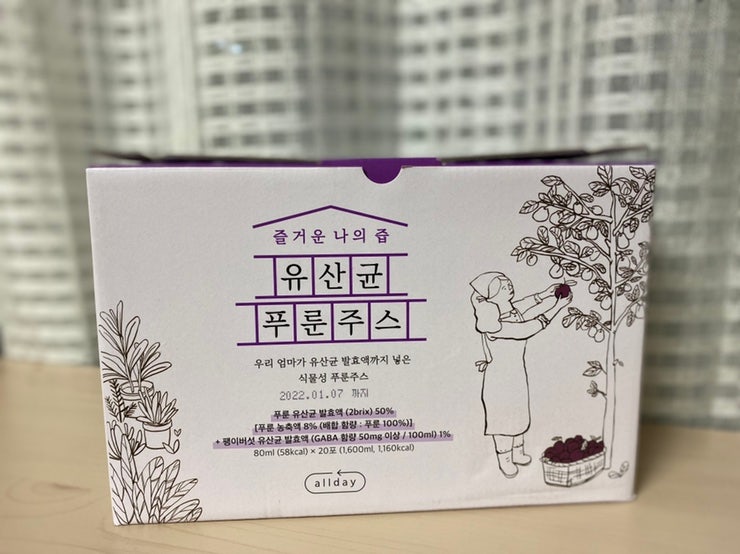 즐거운 나의 즙
유산균
푸룬주스
우리 엄마가 유산균 발효액까지 넣은
식물성 푸룬주스
2022.01.07 까지
푸룬 유산균 발효액 (2brix) 50%
[푸룬 농축액 8% (배합 함량 : 푸룬 100%)]
+ 팽이버섯 유산균 발효액 (GABA 함량 50mg 이상 / 100ml) 1%
80ml (58kcal) × 20포 (1,600ml, 1,160kcal)
allday